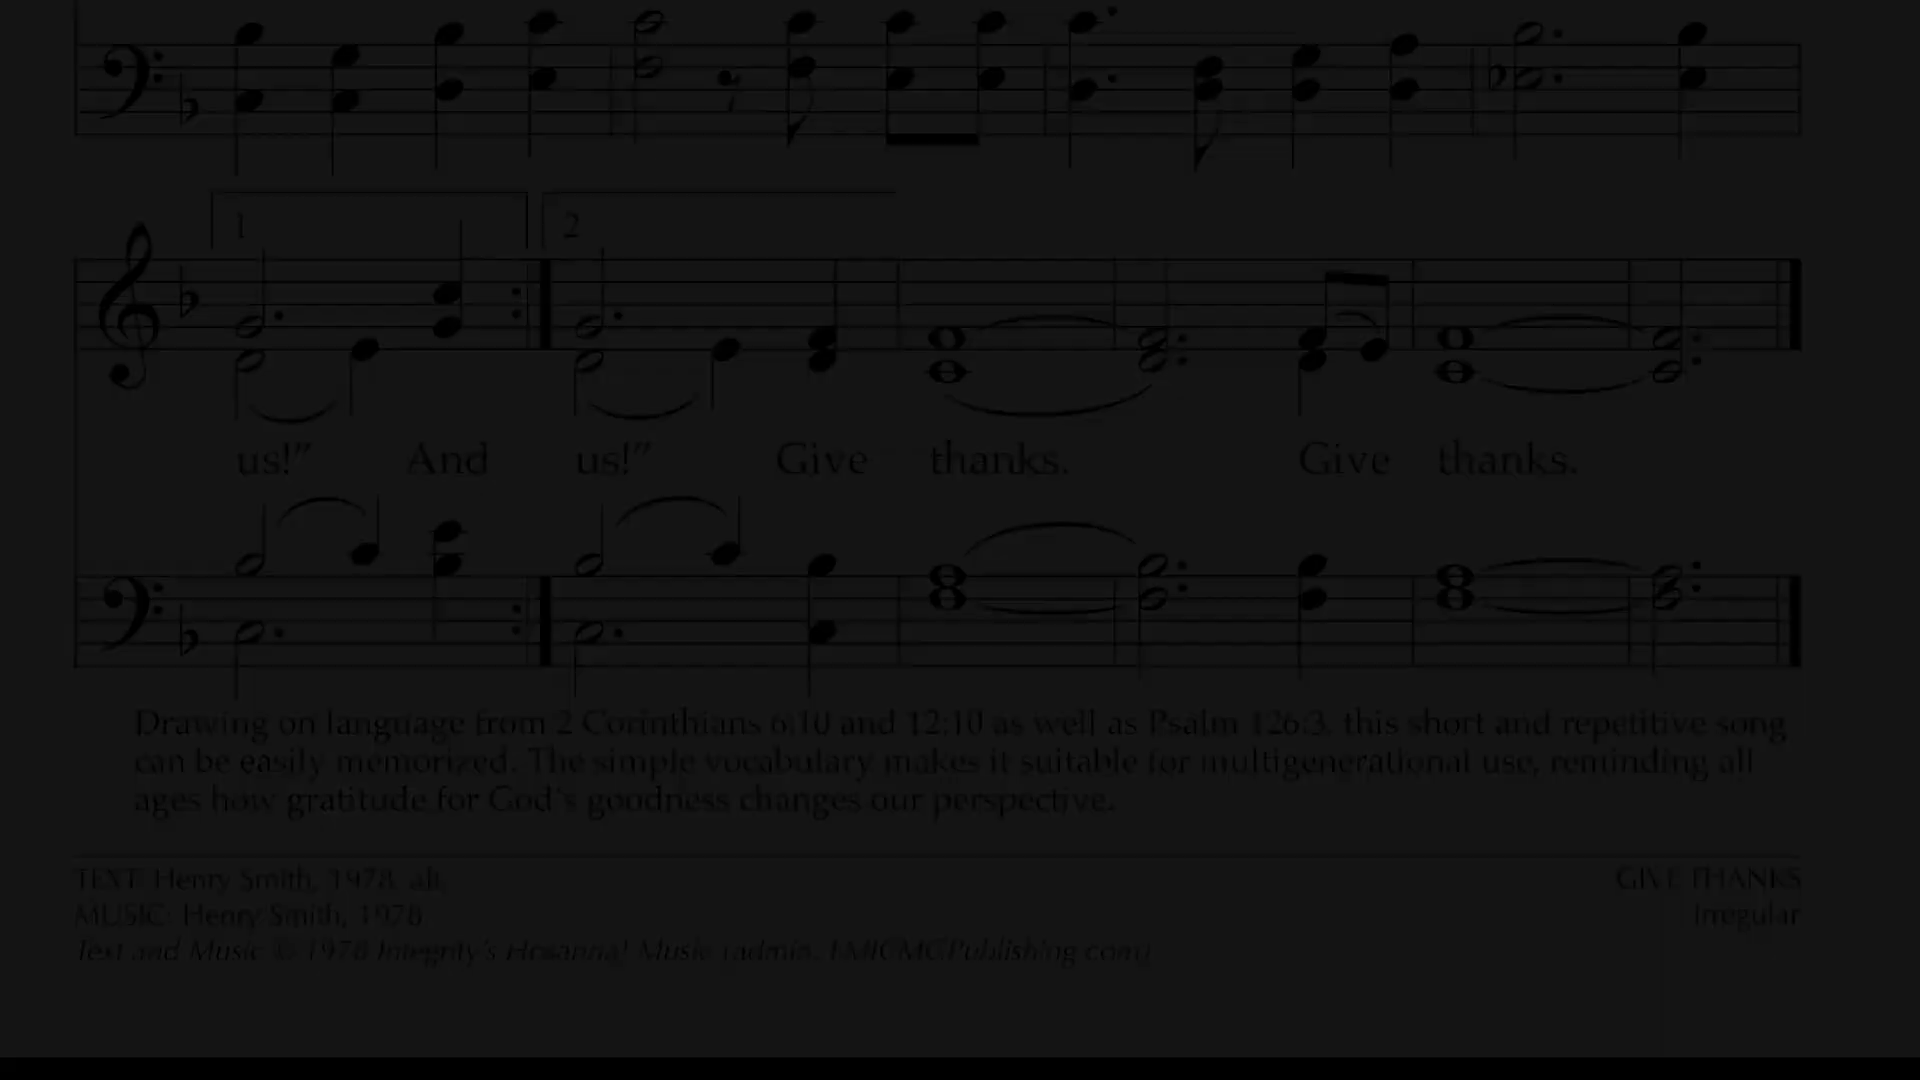 1 2
us!” And us!” Give thanks. Give thanks.
Drawing on language from 2 Corinthians 6:10 and 12:10 as well as Psalm 126:3, this short and repetitive song
can be easily memorized. The simple vocabulary makes it suitable for multigenerational use, reminding all
ages how gratitude for God’s goodness changes our perspective.
TEXT: Henry Smith, 1978, alt.
GIVE THANKS
MUSIC: Henry Smith, 1978
Irregular
Text and Music © 1978 Integrity’s Hosanna! Music (admin. EMICMGPublishing.com)